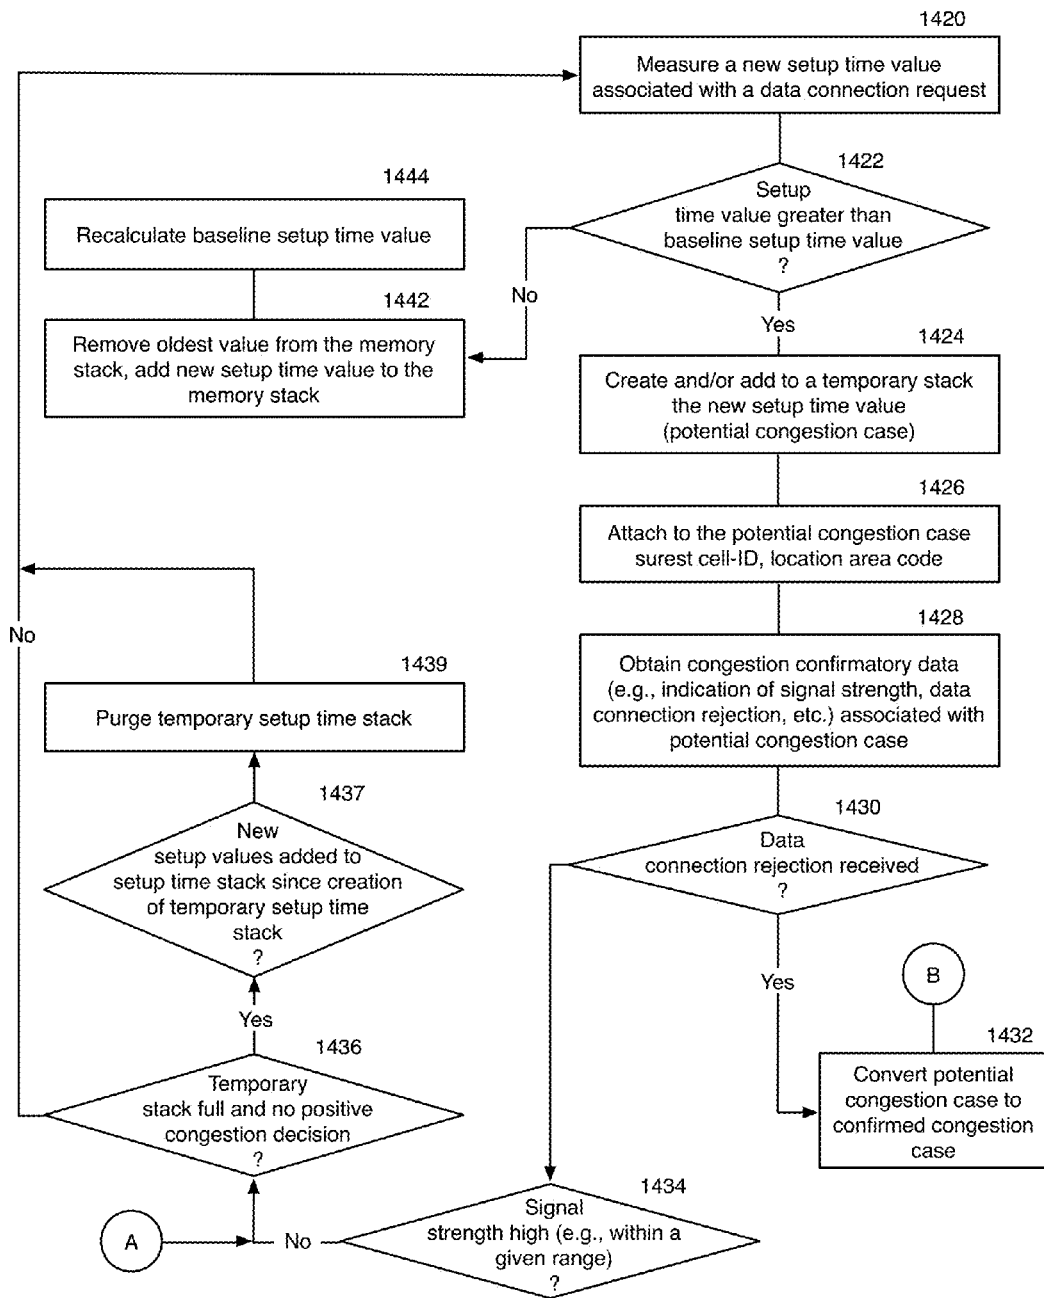 1420
Measure a new setup time value
associated with a data connection request
1422
Setup
time value greater than
baseline setup time value
?
No
Yes
1444
Recalculate baseline setup time value
1442
Remove oldest value from the memory
stack, add new setup time value to the
memory stack
1424
Create and/or add to a temporary stack
the new setup time value
(potential congestion case)
1426
Attach to the potential congestion case
surest cell-ID, location area code
1428
Obtain congestion confirmatory data
(e.g., indication of signal strength, data
connection rejection, etc.) associated with
potential congestion case
1430
Data
connection rejection received
?
Yes
B
1432
Convert potential
congestion case to
confirmed congestion
case
1434
Signal
strength high (e.g., within a
given range)
?
No
A
1436
Temporary
stack full and no positive
congestion decision
?
Yes
No
1437
New
setup values added to
setup time stack since creation
of temporary setup time
stack
?
1439
Purge temporary setup time stack